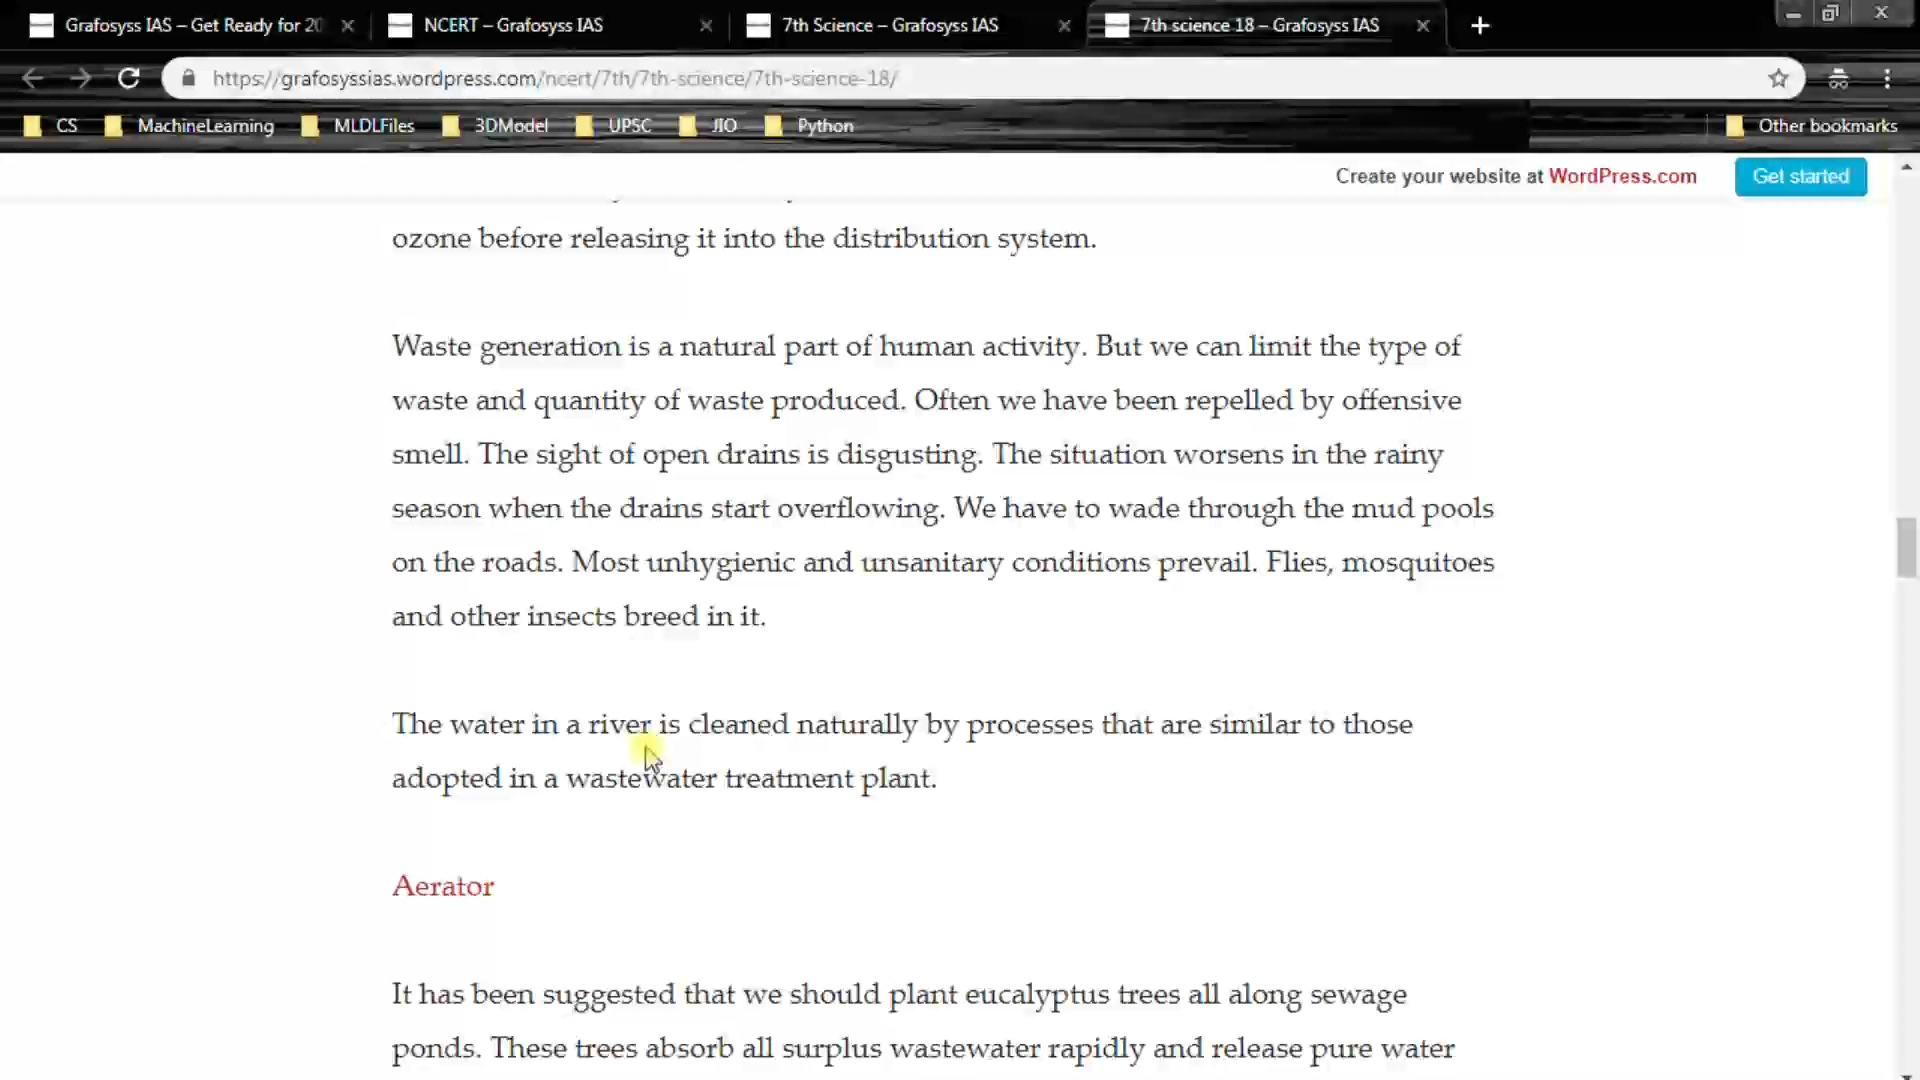 Grafosyss IAS – Get Ready for 20
NCERT – Grafosyss IAS
7th Science – Grafosyss IAS
7th science 18 – Grafosyss IAS
https://grafosyssias.wordpress.com/ncert/7th/7th-science/7th-science-18/
CS
MachineLearning
MLDLFiles
3DModel
UPSC
JIO
Python
Other bookmarks
Create your website at WordPress.com
Get started
ozone before releasing it into the distribution system.
Waste generation is a natural part of human activity. But we can limit the type of
waste and quantity of waste produced. Often we have been repelled by offensive
smell. The sight of open drains is disgusting. The situation worsens in the rainy
season when the drains start overflowing. We have to wade through the mud pools
on the roads. Most unhygienic and unsanitary conditions prevail. Flies, mosquitoes
and other insects breed in it.
The water in a river is cleaned naturally by processes that are similar to those
adopted in a wastewater treatment plant.
Aerator
It has been suggested that we should plant eucalyptus trees all along sewage
ponds. These trees absorb all surplus wastewater rapidly and release pure water